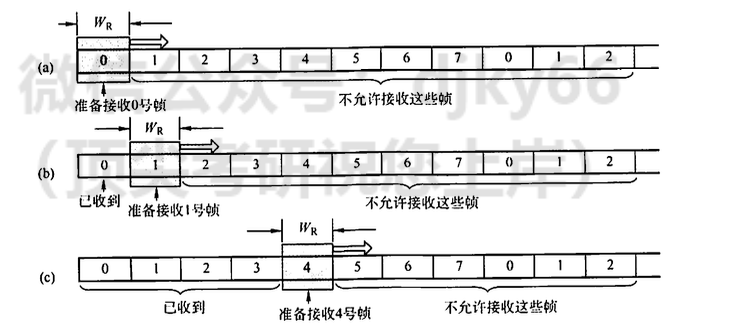 W_R
(a) 0 1 2 3 4 5 6 7 0 1 2
准备接收0号帧 不允许接收这些帧
W_R
(b) 0 1 2 3 4 5 6 7 0 1 2
已收到 准备接收1号帧 不允许接收这些帧
W_R
(c) 0 1 2 3 4 5 6 7 0 1 2
已收到 准备接收4号帧 不允许接收这些帧
微信公众号：djky66
（顶尖考研祝您上岸）